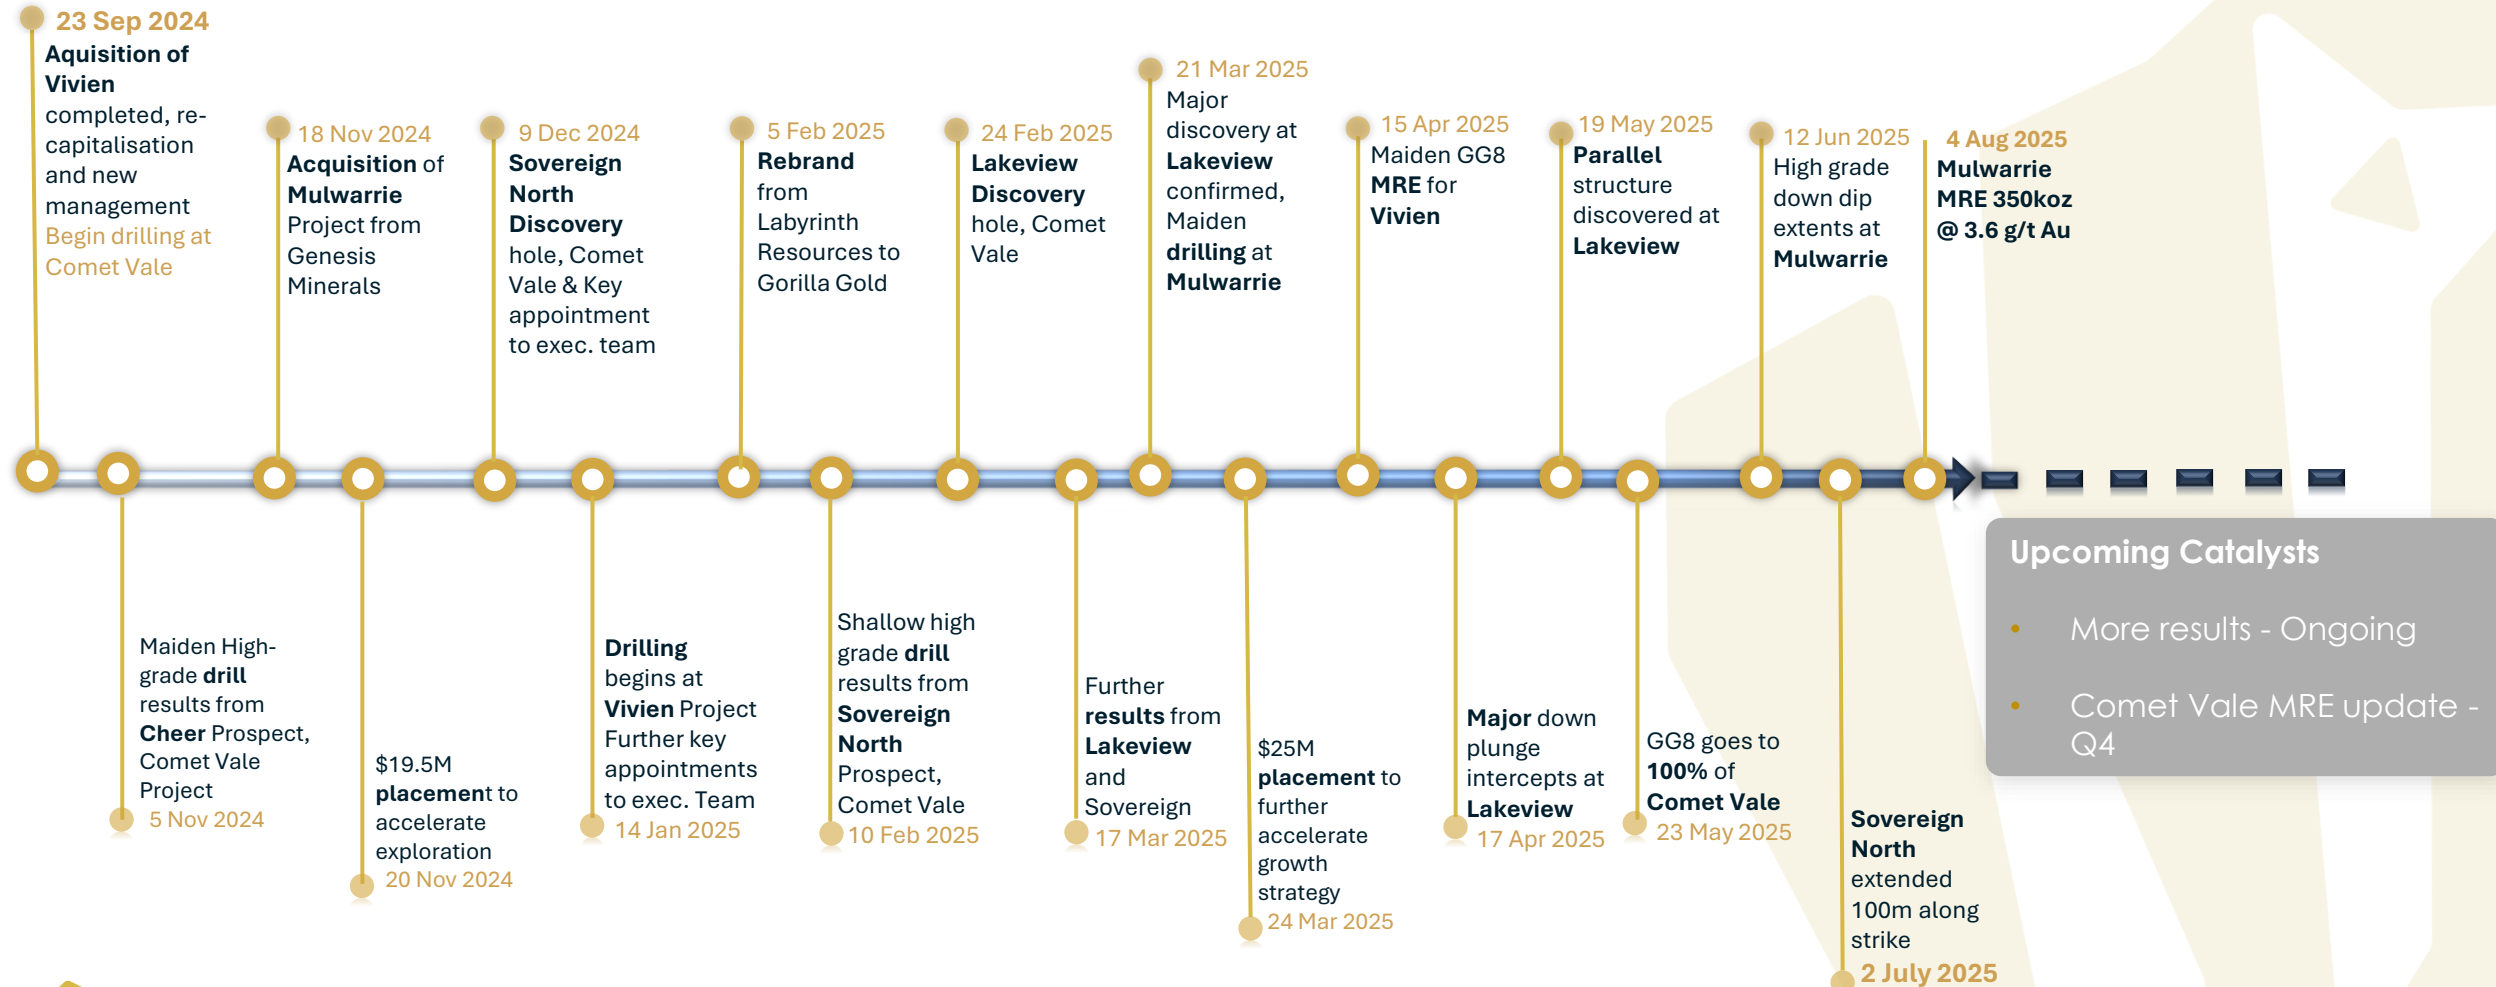 23 Sep 2024
Aquisition of
Vivien
completed, re-
capitalisation
and new
management
Begin drilling at
Comet Vale
18 Nov 2024
Acquisition of
Mulwarrie
Project from
Genesis
Minerals
9 Dec 2024
Sovereign
North
Discovery
hole, Comet
Vale & Key
appointment
to exec. team
5 Feb 2025
Rebrand
from
Labyrinth
Resources to
Gorilla Gold
24 Feb 2025
Lakeview
Discovery
hole, Comet
Vale
21 Mar 2025
Major
discovery at
Lakeview
confirmed,
Maiden
drilling at
Mulwarrie
15 Apr 2025
Maiden GG8
MRE for
Vivien
19 May 2025
Parallel
structure
discovered at
Lakeview
12 Jun 2025
High grade
down dip
extents at
Mulwarrie
4 Aug 2025
Mulwarrie
MRE 350koz
@ 3.6 g/t Au
Maiden High-
grade drill
results from
Cheer Prospect,
Comet Vale
Project
5 Nov 2024
$19.5M
placement to
accelerate
exploration
20 Nov 2024
Drilling
begins at
Vivien Project
Further key
appointments
to exec. Team
14 Jan 2025
Shallow high
grade drill
results from
Sovereign
North
Prospect,
Comet Vale
10 Feb 2025
Further
results from
Lakeview
and
Sovereign
17 Mar 2025
$25M
placement to
further
accelerate
growth
strategy
24 Mar 2025
Major down
plunge
intercepts at
Lakeview
17 Apr 2025
GG8 goes to
100% of
Comet Vale
23 May 2025
Sovereign
North
extended
100m along
strike
2 July 2025
Upcoming Catalysts
• More results - Ongoing
• Comet Vale MRE update -
Q4